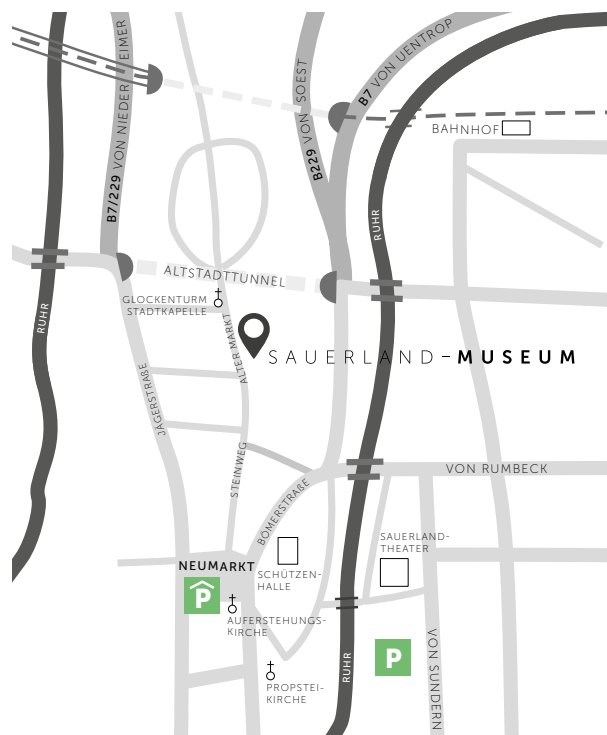 B7/229 VON NIEDEREIMER
B229 VON SOEST
B7 VON UENTROP
BAHNHOF
RUHR
ALTSTADTTUNNEL
GLOCKENTURM
STADTKAPELLE
RUHR
ALTER MARKT
SAUERLAND-MUSEUM
JÄGERSTRAßE
STEINWEG
VON RUMBECK
BÖMERSTRAßE
SAUERLAND-
THEATER
NEUMARKT
SCHÜTZEN-
HALLE
P
AUFERSTEHUNGS-
KIRCHE
P
VON SUNDERN
RUHR
PROPSTEI-
KIRCHE